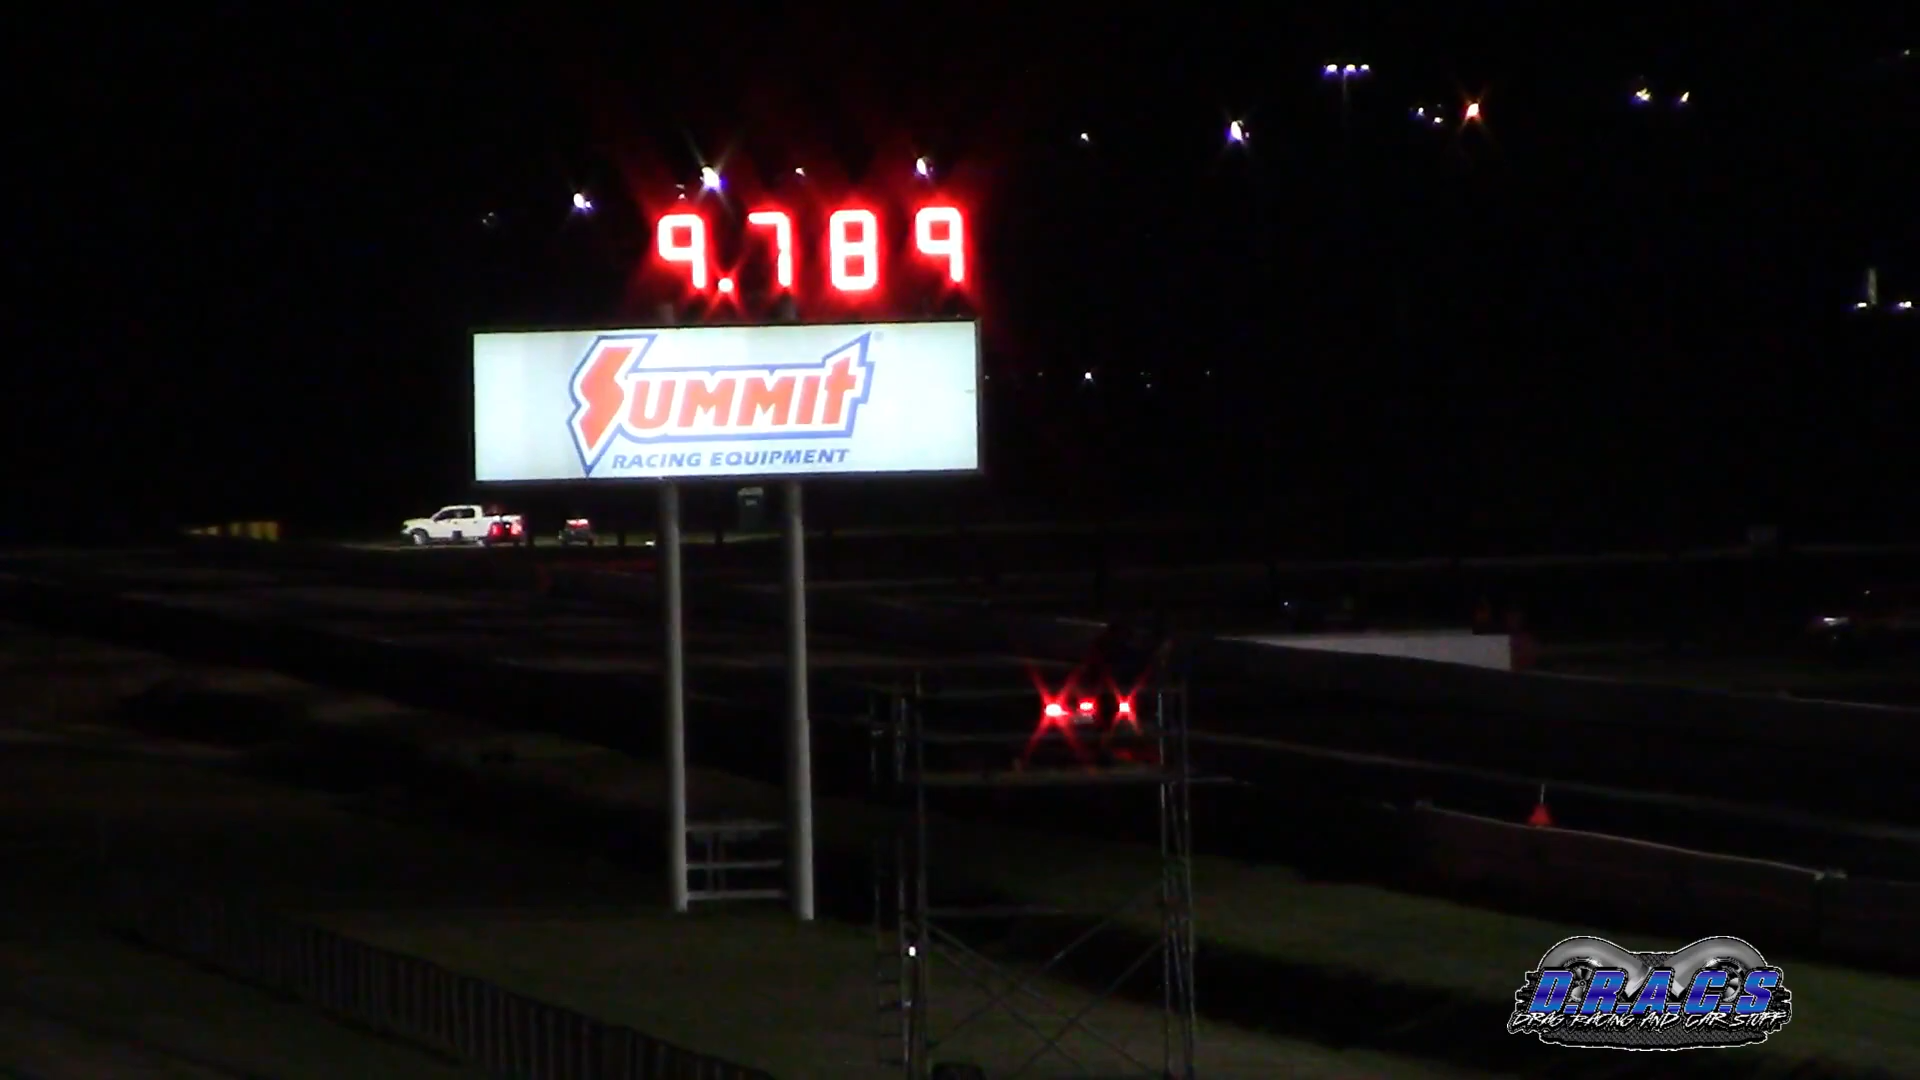 9.789
SUMMIT
RACING EQUIPMENT
D.R.A.C.S
DRAG RACING AND CAR STUFF